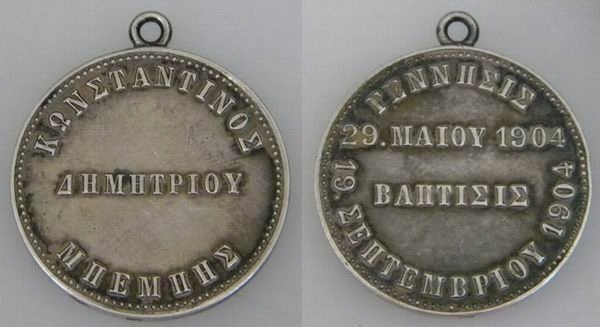 ΚΩΝΣΤΑΝΤΙΝΟΣ
ΔΗΜΗΤΡΙΟΥ
ΜΠΕΜΠΗΣ
ΓΕΝΝΗΣΙΣ
29. ΜΑΙΟΥ 1904
ΒΑΠΤΙΣΙΣ
19. ΣΕΠΤΕΜΒΡΙΟΥ 1904